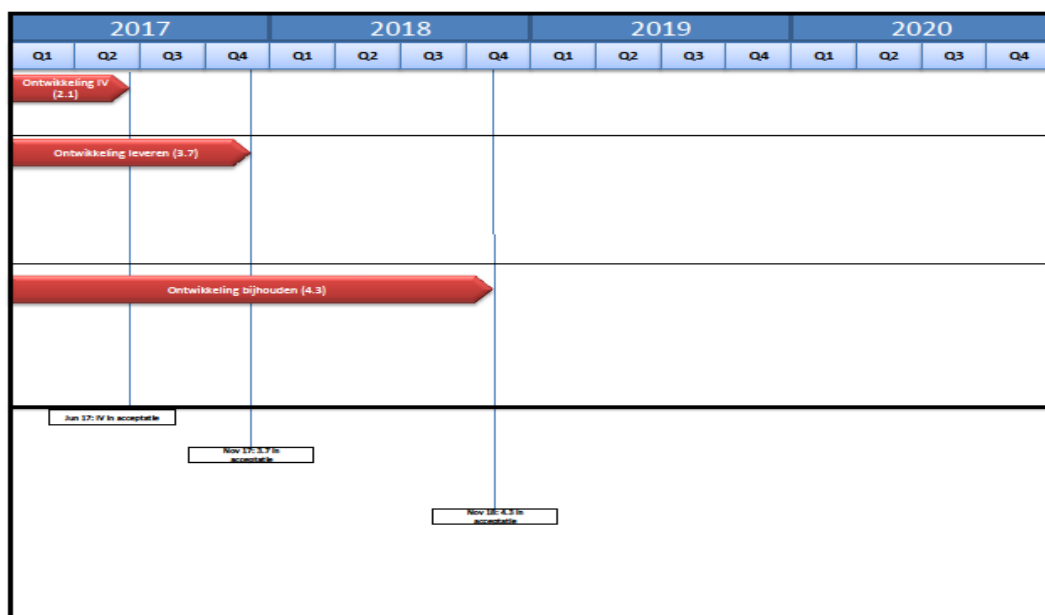 2017 2018 2019 2020
Q1 Q2 Q3 Q4 Q1 Q2 Q3 Q4 Q1 Q2 Q3 Q4 Q1 Q2 Q3 Q4
Ontwikkeling IV
(2.1)
Ontwikkeling leveren (3.7)
Ontwikkeling bijhouden (4.3)
Jun 17: IV in acceptatie
Nov 17: 3.7 in
acceptatie
Nov 18: 4.3 in
acceptatie